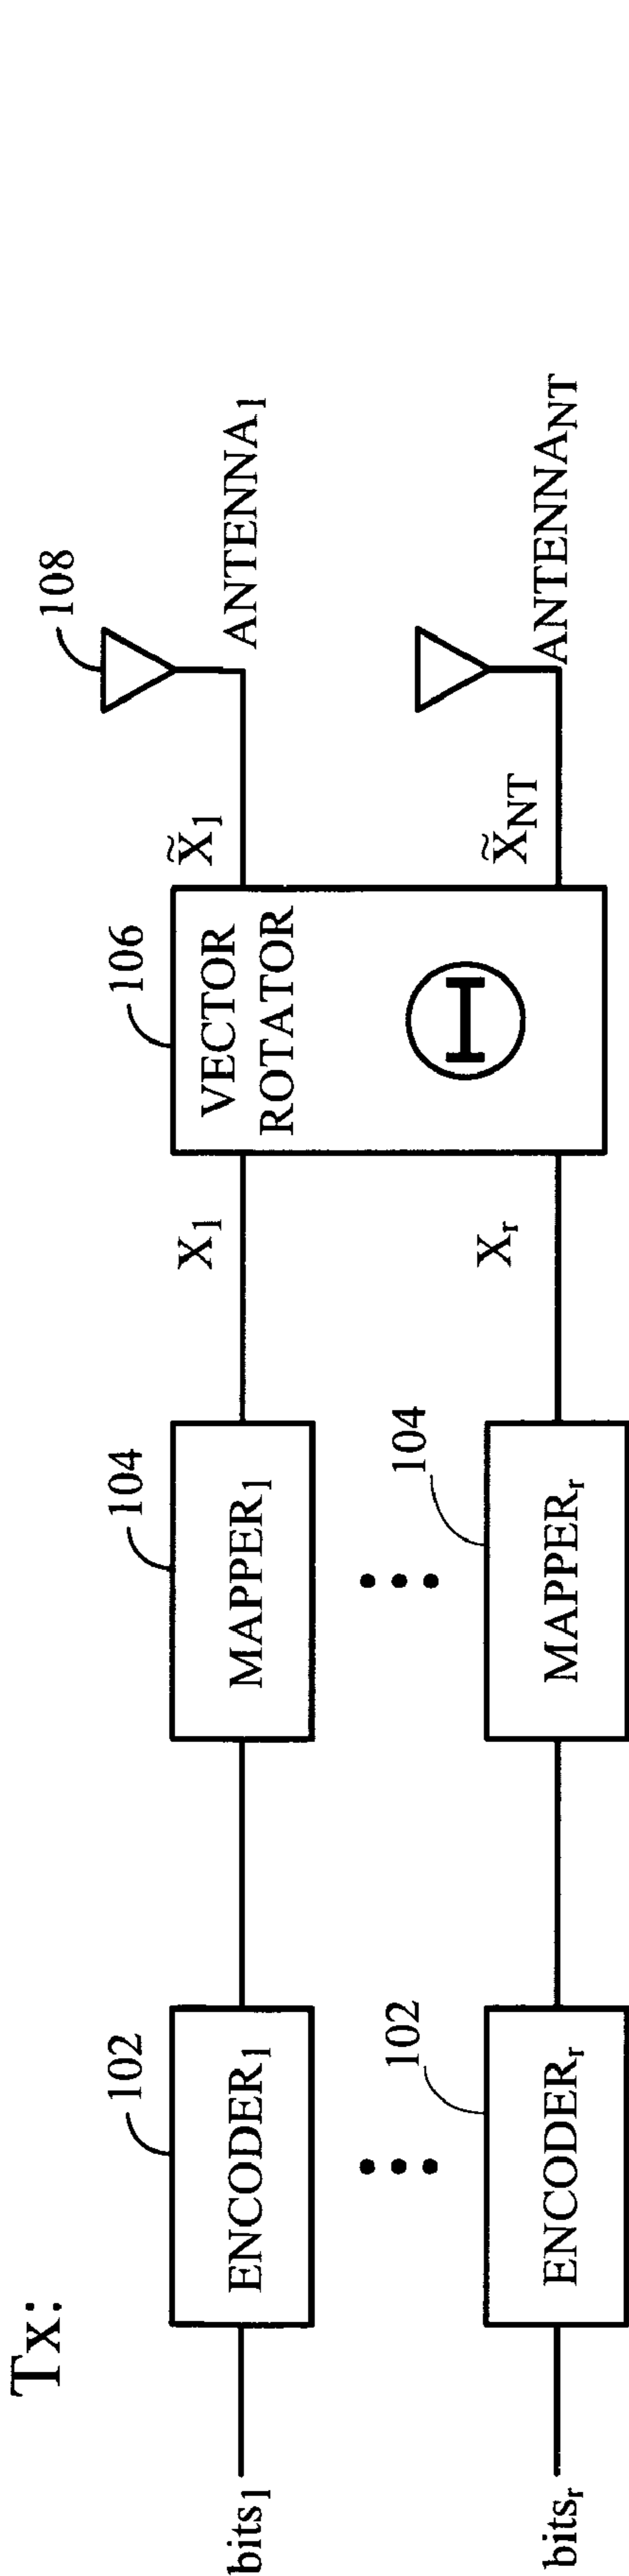 Tx:
bits1
102
ENCODER1
104
MAPPER1
X1
106
VECTOR
ROTATOR
Θ
X̃1
108
ANTENNA1
bitsr
102
ENCODERr
104
MAPPERr
Xr
X̃NT
ANTENNANT